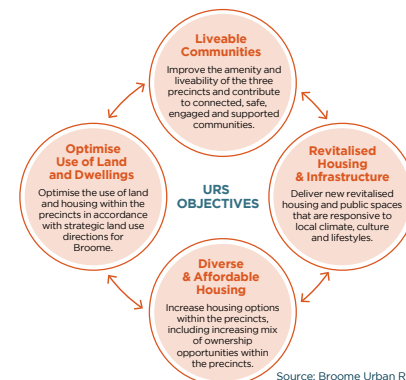 Liveable
Communities
Improve the amenity and
liveability of the three
precincts and contribute
to connected, safe,
engaged and supported
communities.
Optimise
Use of Land
and Dwellings
Optimise the use of land
and housing within the
precincts in accordance
with strategic land use
directions for
Broome.
URS
OBJECTIVES
Revitalised
Housing
& Infrastructure
Deliver new revitalised
housing and public spaces
that are responsive to
local climate, culture
and lifestyles.
Diverse
& Affordable
Housing
Increase housing options
within the precincts,
including increasing mix
of ownership
opportunities within
the precincts.
Source: Broome Urban R